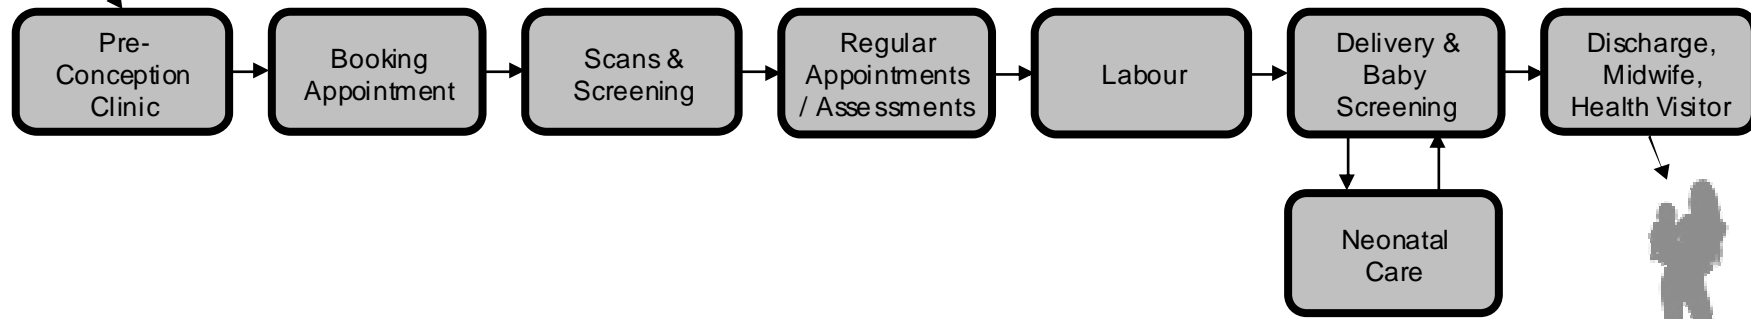 Pre-
Conception
Clinic
Booking
Appointment
Scans &
Screening
Regular
Appointments
/ Assessments
Labour
Delivery &
Baby
Screening
Discharge,
Midwife,
Health Visitor
Neonatal
Care